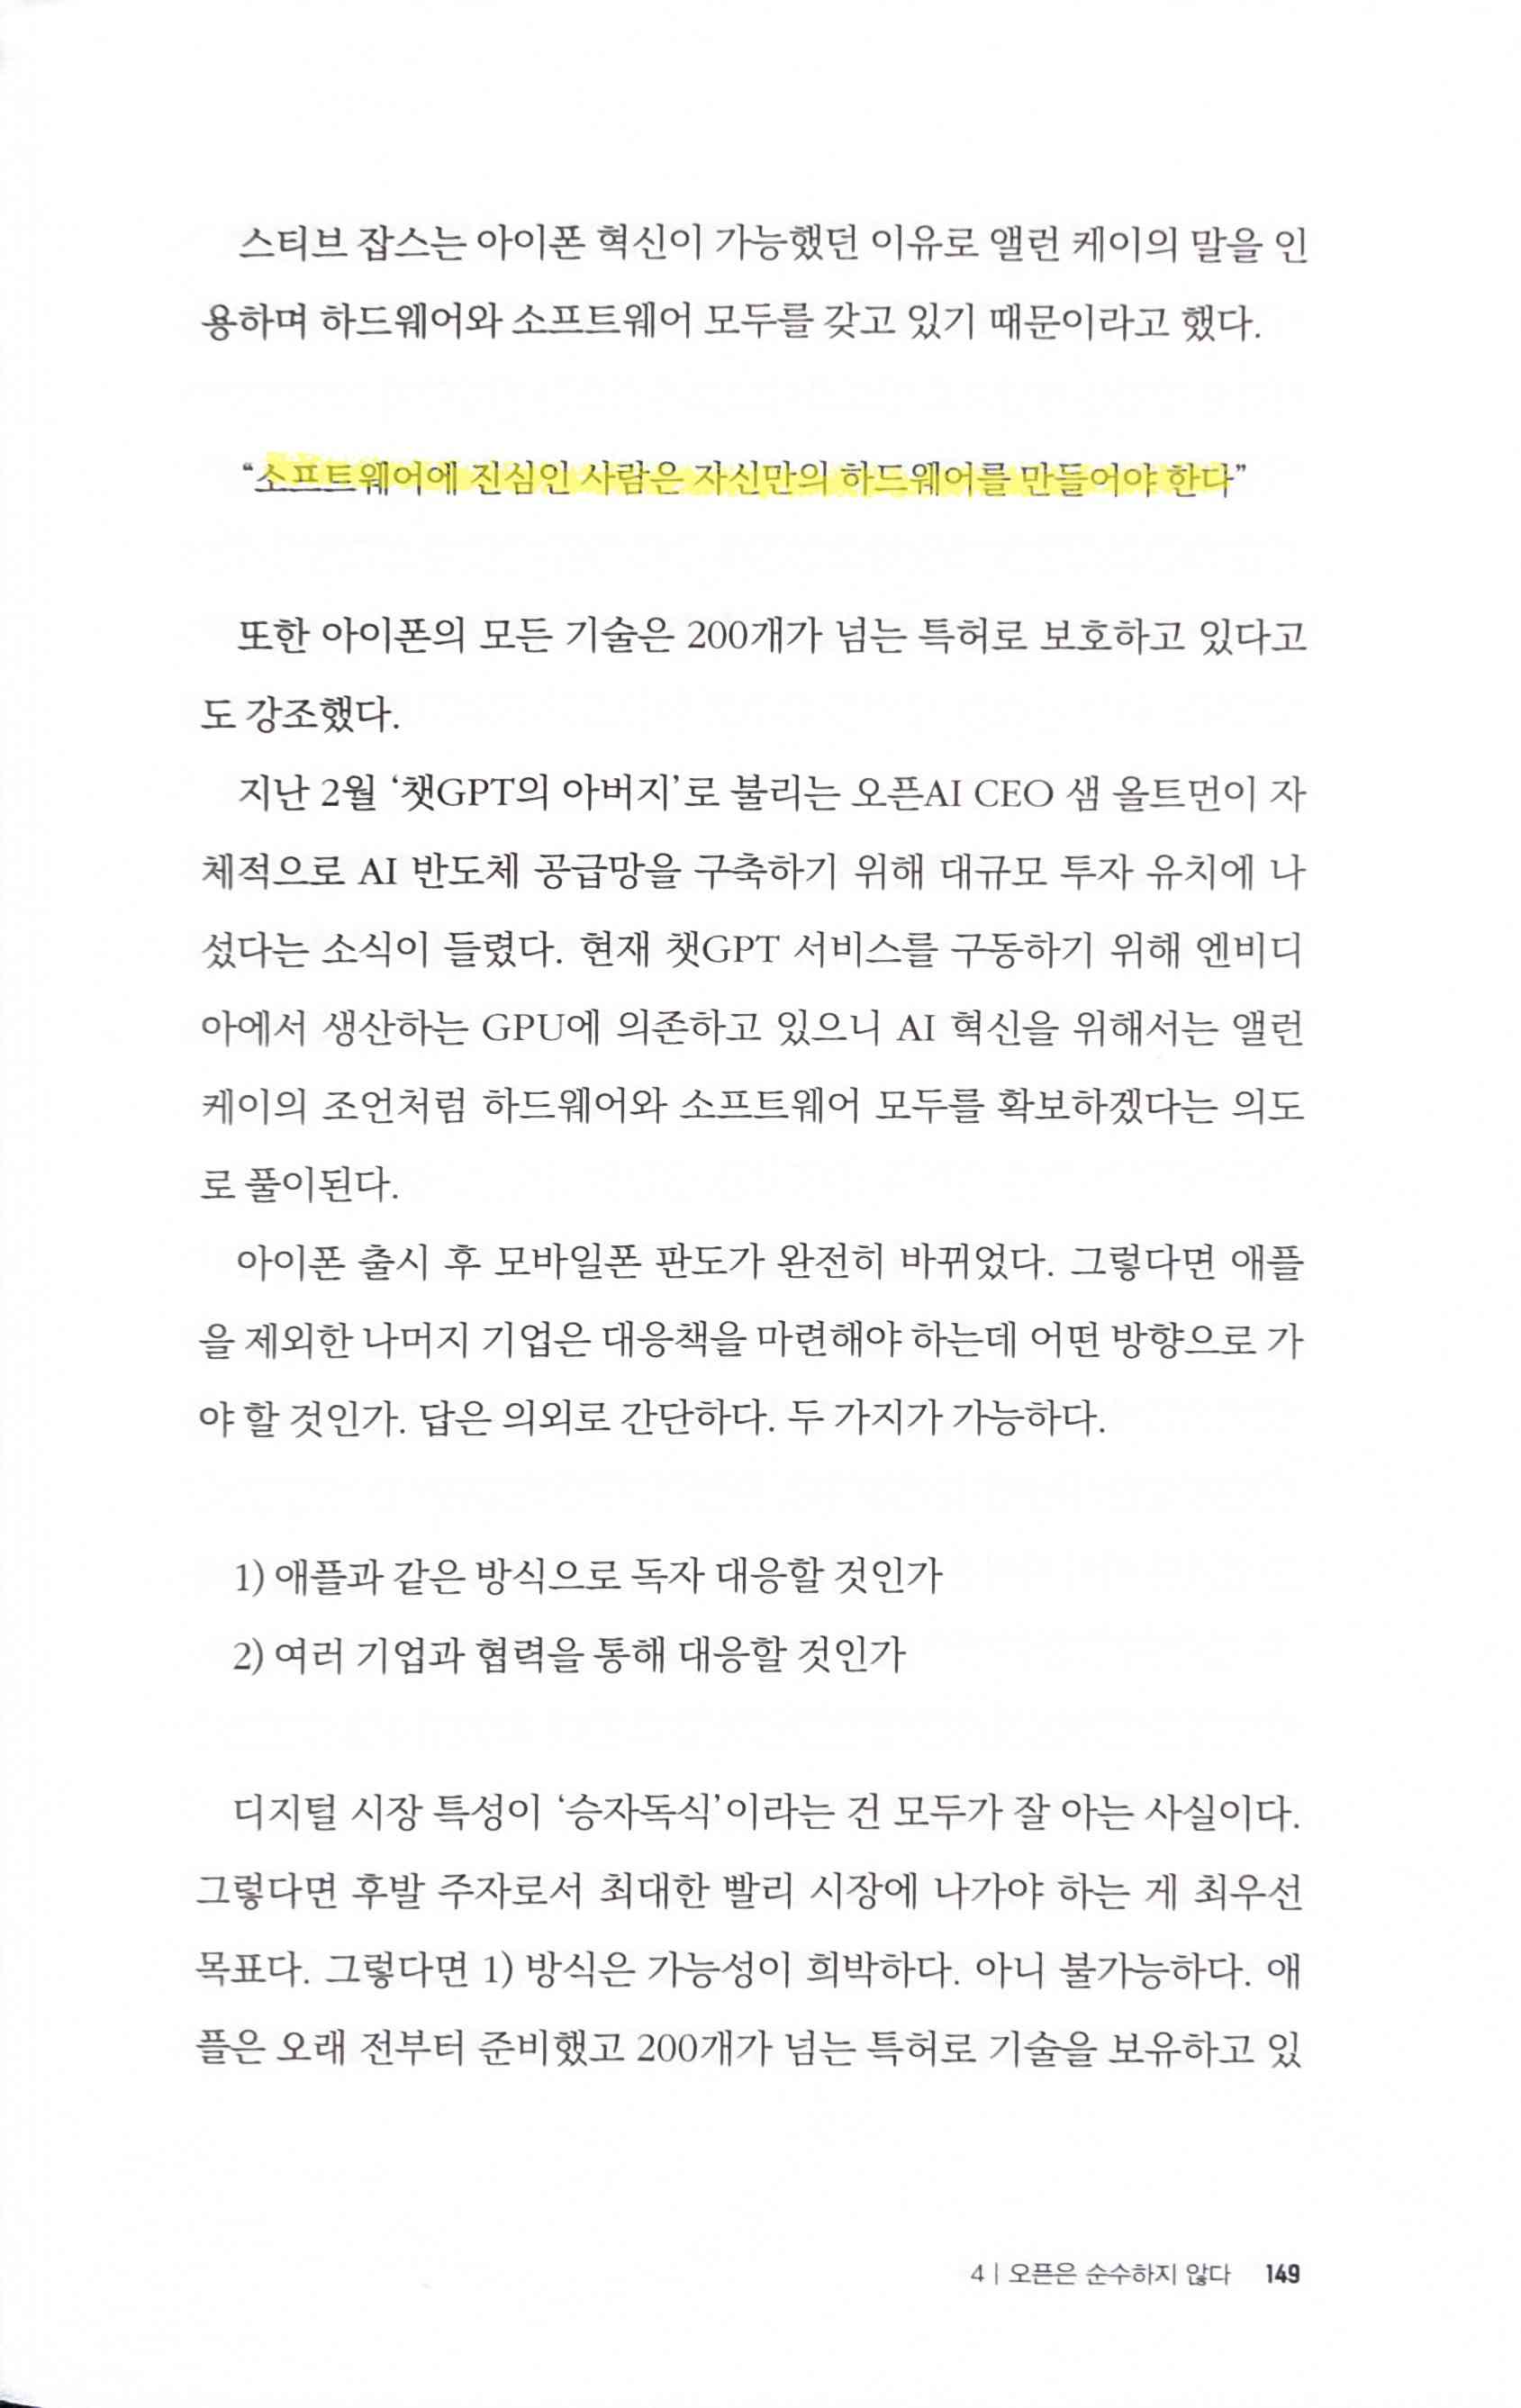 스티브 잡스는 아이폰 혁신이 가능했던 이유로 앨런 케이의 말을 인
용하며 하드웨어와 소프트웨어 모두를 갖고 있기 때문이라고 했다.
“소프트웨어에 진심인 사람은 자신만의 하드웨어를 만들어야 한다”
또한 아이폰의 모든 기술은 200개가 넘는 특허로 보호하고 있다고
도 강조했다.
지난 2월 ‘챗GPT의 아버지’로 불리는 오픈AI CEO 샘 올트먼이 자
체적으로 AI 반도체 공급망을 구축하기 위해 대규모 투자 유치에 나
섰다는 소식이 들렸다. 현재 챗GPT 서비스를 구동하기 위해 엔비디
아에서 생산하는 GPU에 의존하고 있으니 AI 혁신을 위해서는 앨런
케이의 조언처럼 하드웨어와 소프트웨어 모두를 확보하겠다는 의도
로 풀이된다.
아이폰 출시 후 모바일폰 판도가 완전히 바뀌었다. 그렇다면 애플
을 제외한 나머지 기업은 대응책을 마련해야 하는데 어떤 방향으로 가
야 할 것인가. 답은 의외로 간단하다. 두 가지가 가능하다.
1) 애플과 같은 방식으로 독자 대응할 것인가
2) 여러 기업과 협력을 통해 대응할 것인가
디지털 시장 특성이 ‘승자독식’이라는 건 모두가 잘 아는 사실이다.
그렇다면 후발 주자로서 최대한 빨리 시장에 나가야 하는 게 최우선
목표다. 그렇다면 1) 방식은 가능성이 희박하다. 아니 불가능하다. 애
플은 오래 전부터 준비했고 200개가 넘는 특허로 기술을 보유하고 있
4 | 오픈은 순수하지 않다 149